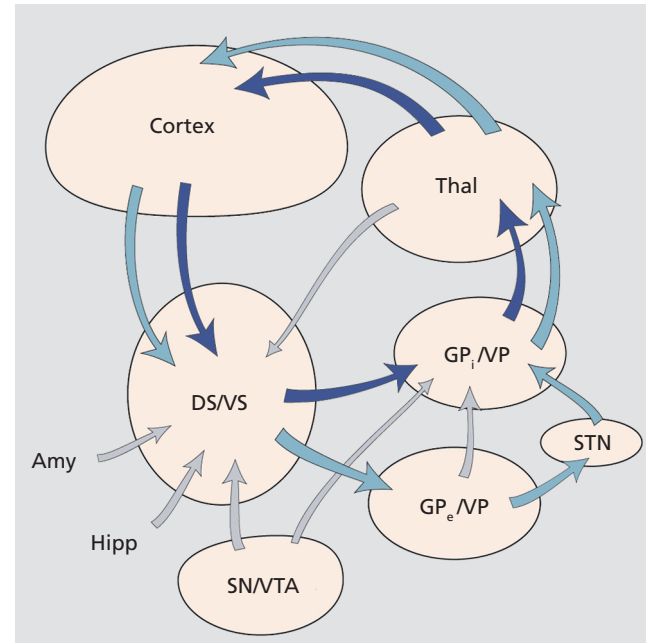 Cortex
Thal
GPi/VP
DS/VS
STN
Amy
GPe/VP
Hipp
SN/VTA